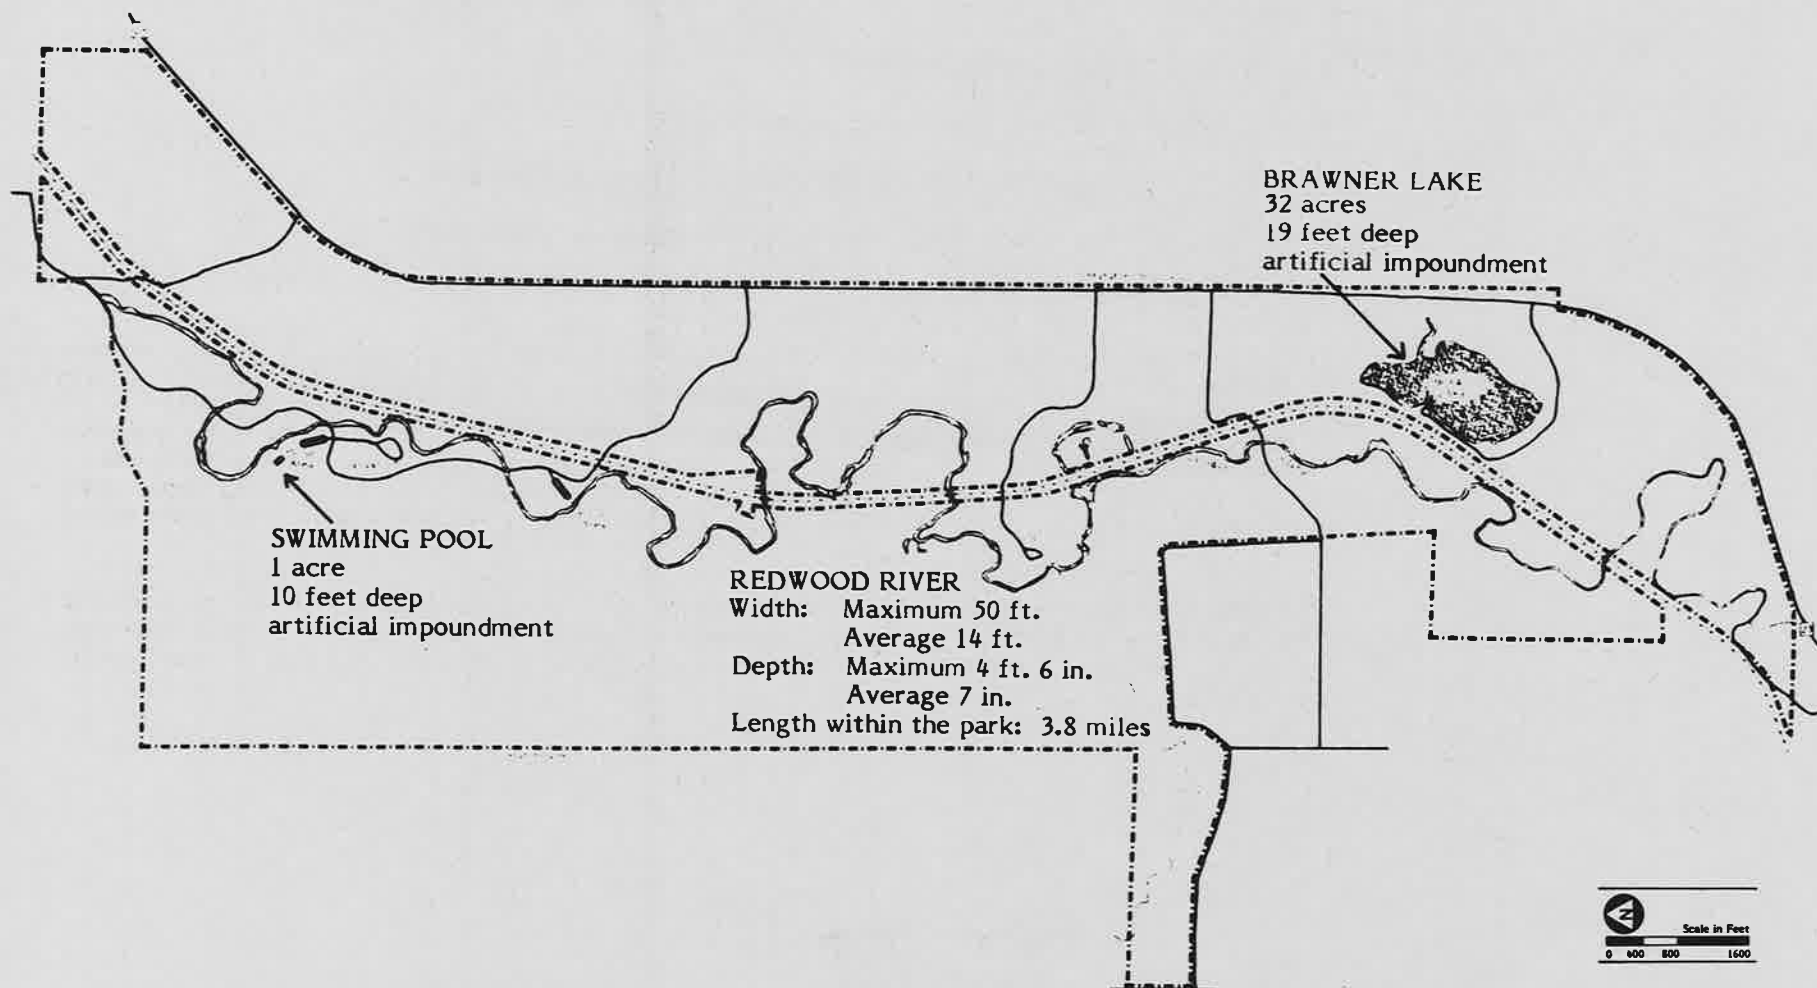 BRAWNER LAKE
32 acres
19 feet deep
artificial impoundment
SWIMMING POOL
1 acre
10 feet deep
artificial impoundment
REDWOOD RIVER
Width: Maximum 50 ft.
Average 14 ft.
Depth: Maximum 4 ft. 6 in.
Average 7 in.
Length within the park: 3.8 miles
N
Scale in Feet
0 400 800 1600